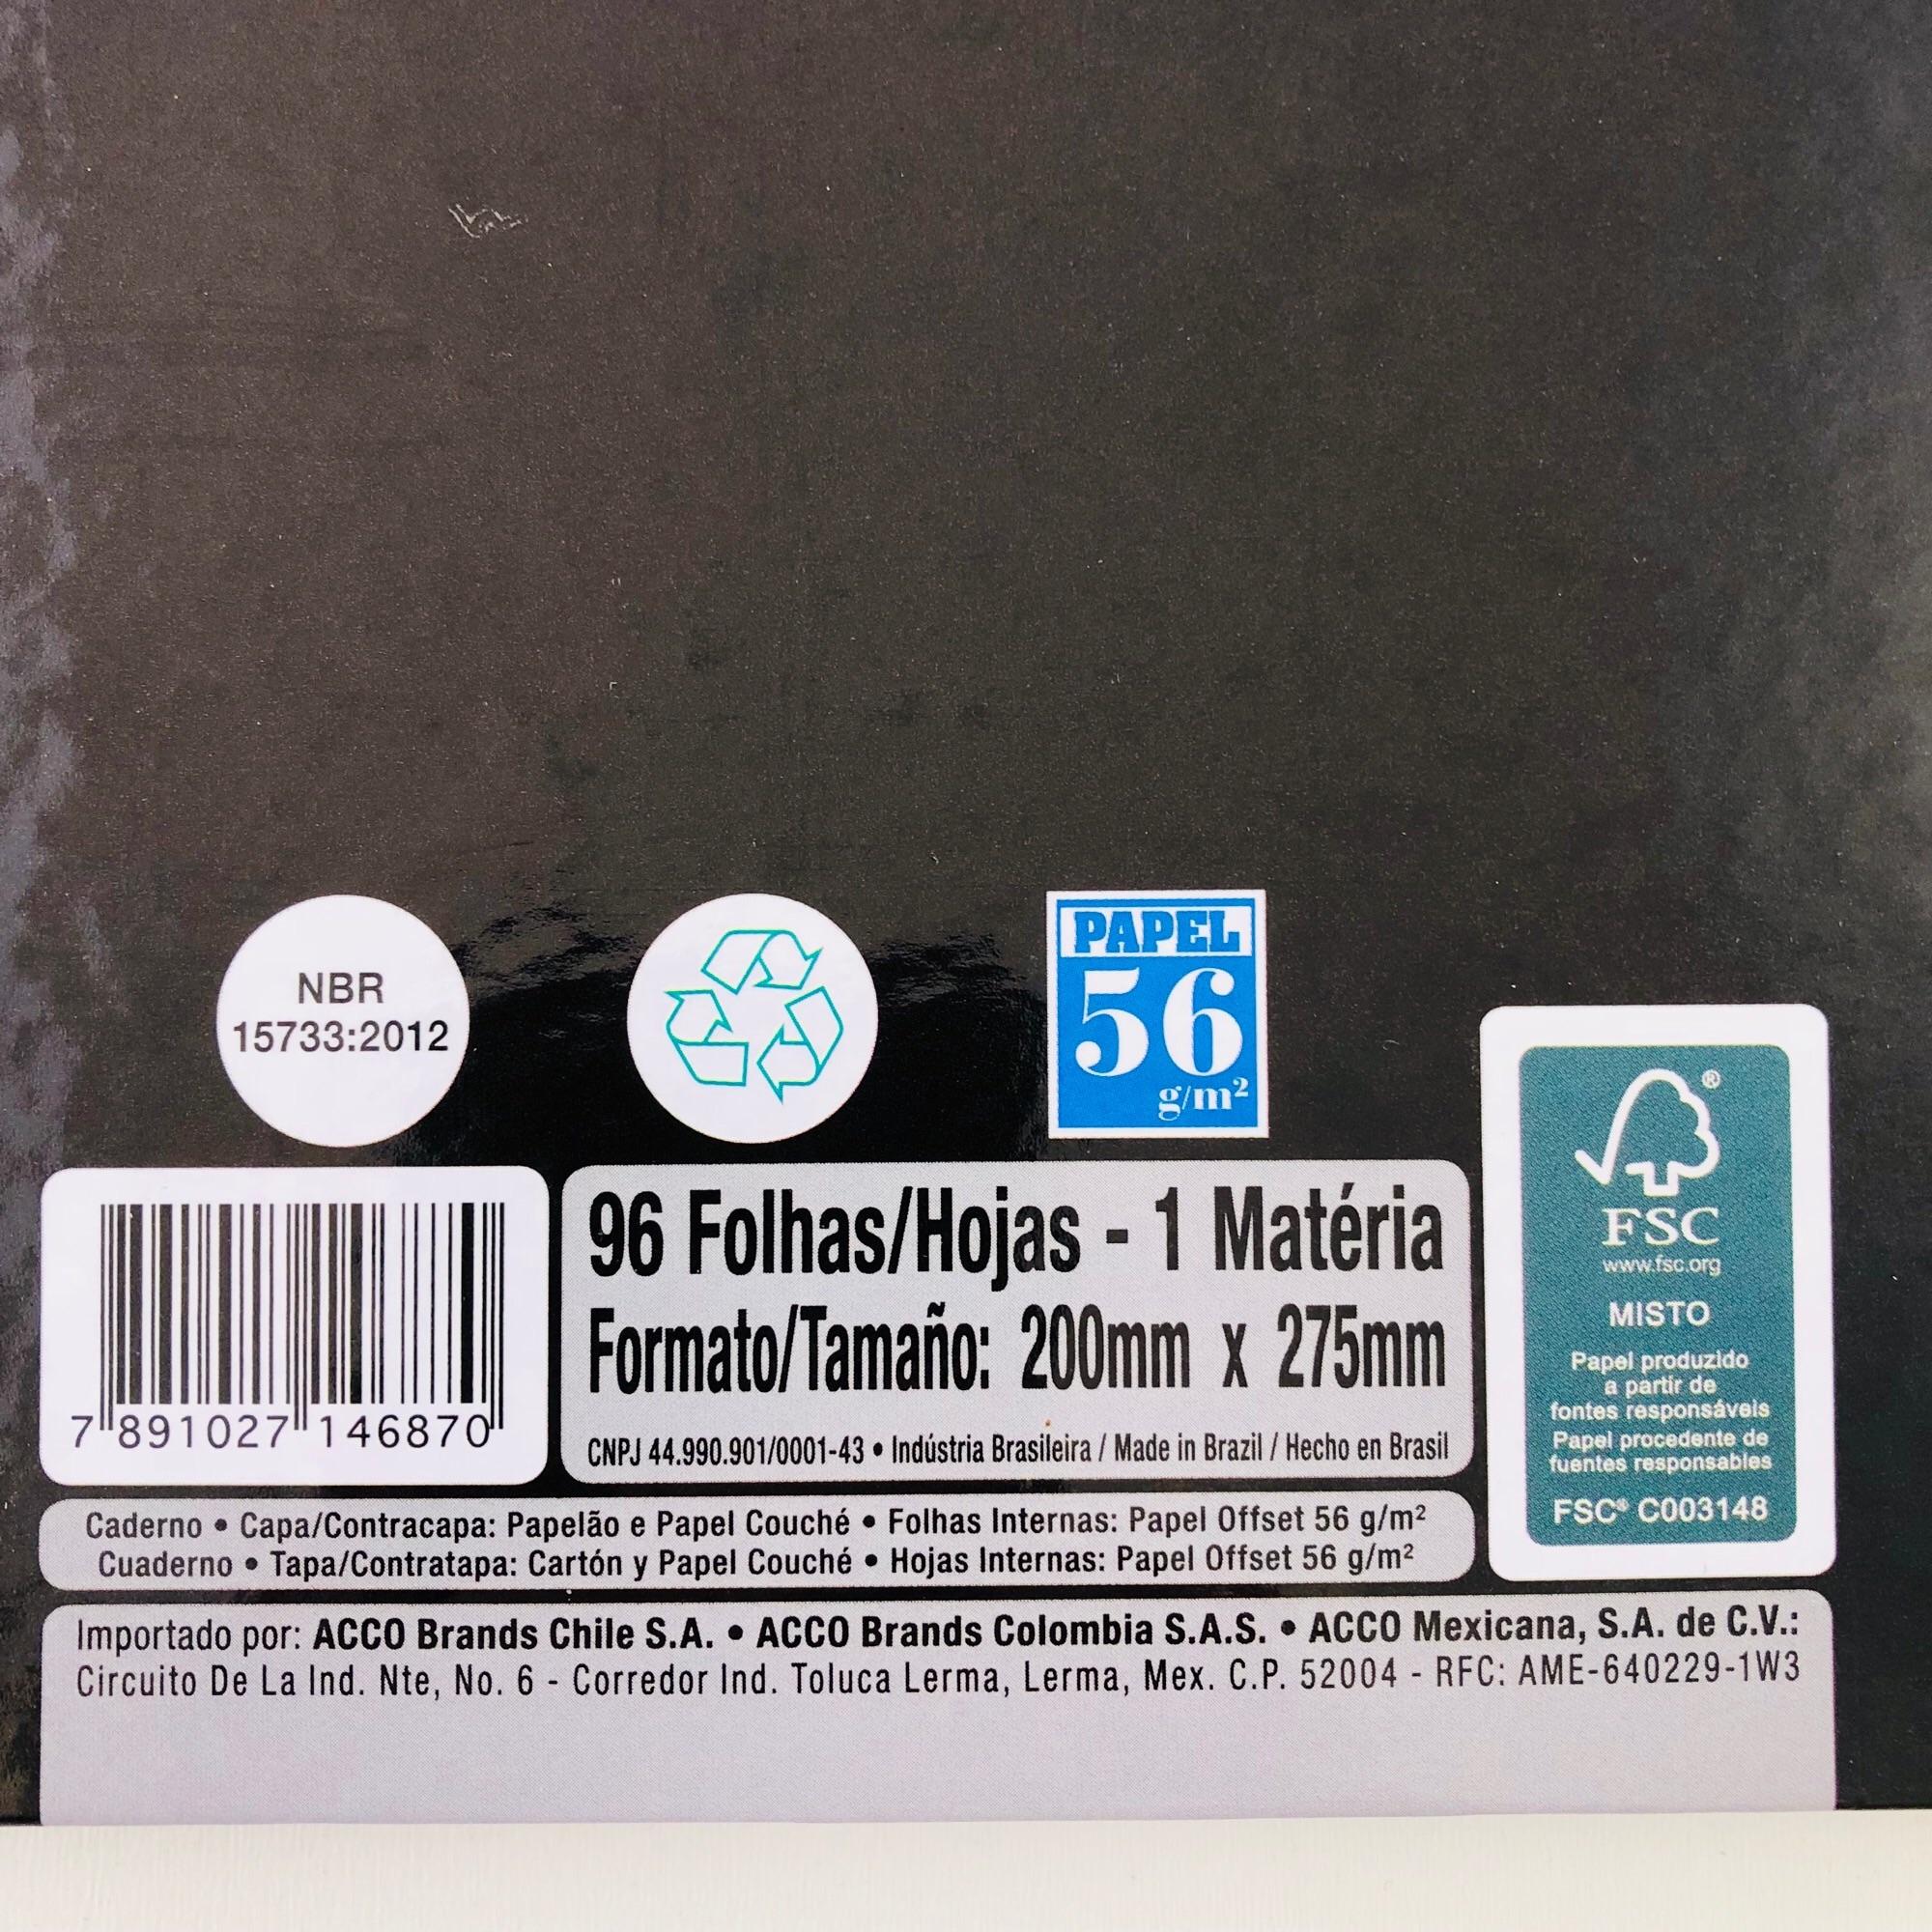 NBR
15733:2012
PAPEL
56
g/m²
7 891027 146870
96 Folhas/Hojas - 1 Matéria
Formato/Tamaño: 200mm x 275mm
CNPJ 44.990.901/0001-43 • Indústria Brasileira / Made in Brazil / Hecho en Brasil
®
FSC
www.fsc.org
MISTO
Papel produzido
a partir de
fontes responsáveis
Papel procedente de
fuentes responsables
FSC® C003148
Caderno • Capa/Contracapa: Papelão e Papel Couché • Folhas Internas: Papel Offset 56 g/m²
Cuaderno • Tapa/Contratapa: Cartón y Papel Couché • Hojas Internas: Papel Offset 56 g/m²
Importado por: ACCO Brands Chile S.A. • ACCO Brands Colombia S.A.S. • ACCO Mexicana, S.A. de C.V.:
Circuito De La Ind. Nte, No. 6 - Corredor Ind. Toluca Lerma, Lerma, Mex. C.P. 52004 - RFC: AME-640229-1W3